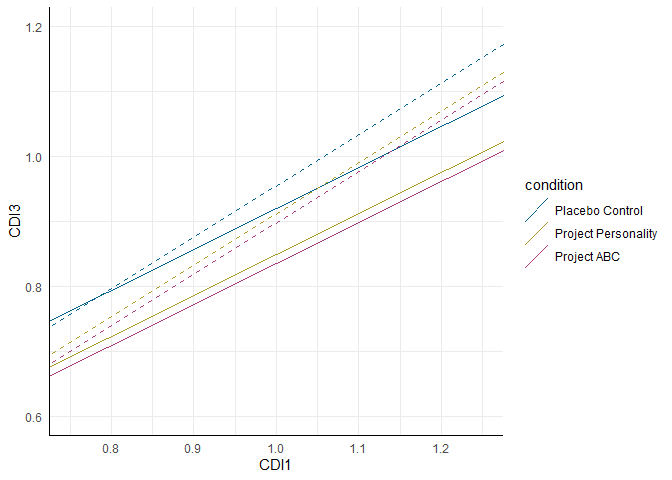 1.2
1.0
0.8
0.6
CDI3
0.8 0.9 1.0 1.1 1.2
CDI1
condition
Placebo Control
Project Personality
Project ABC